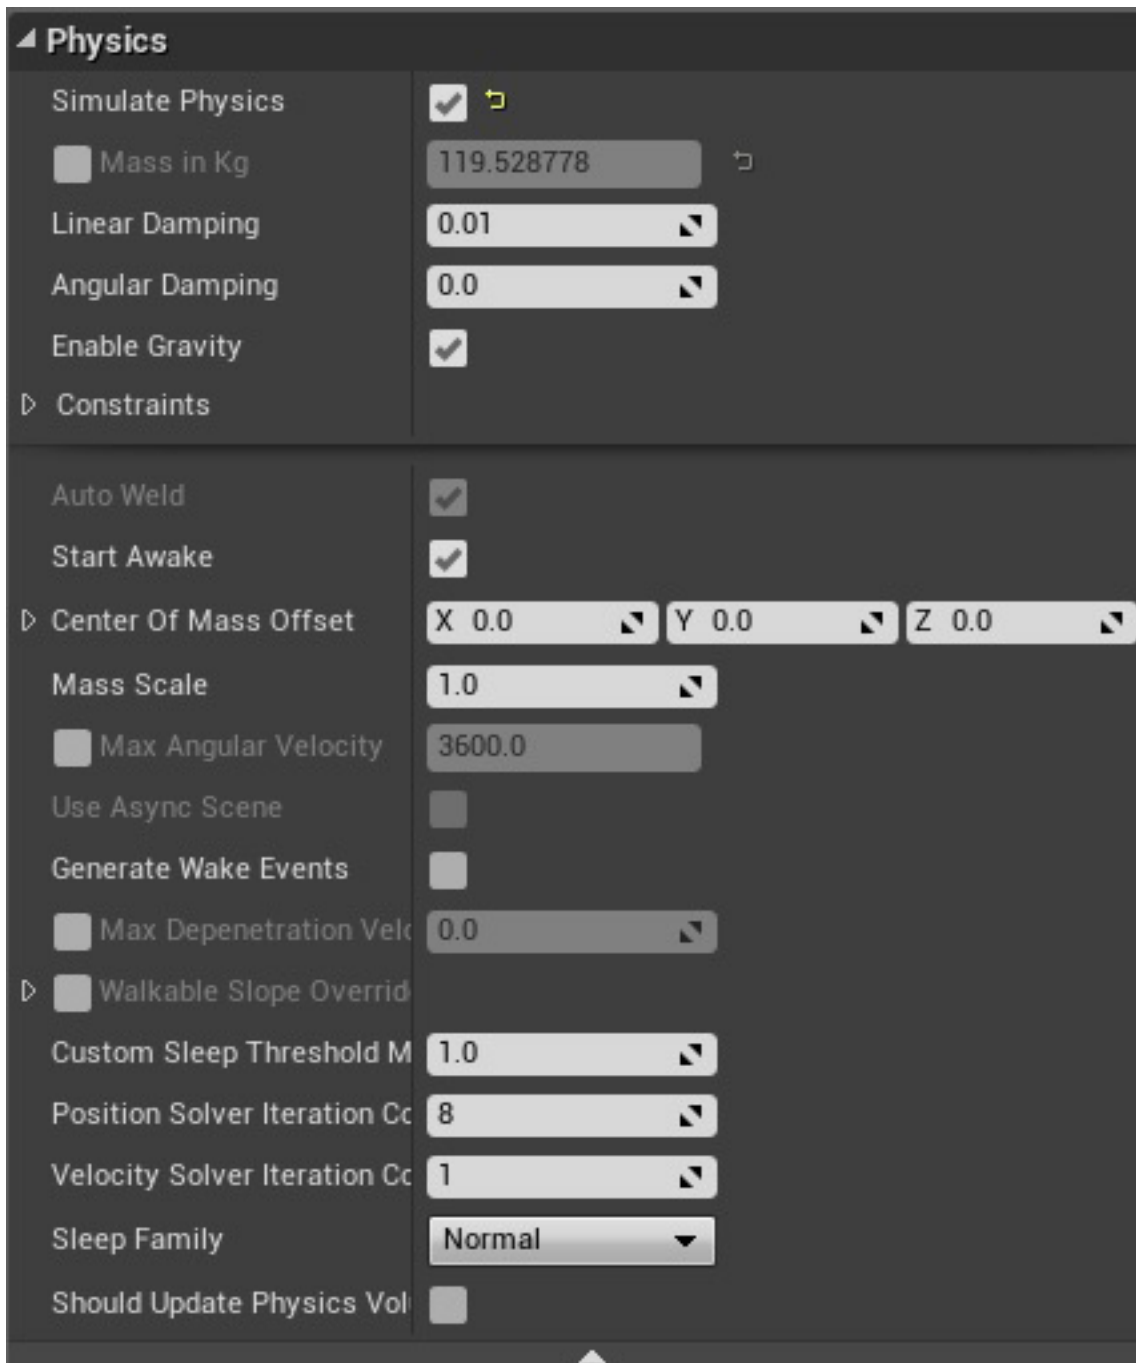 Physics
Simulate Physics
Mass in Kg 119.528778
Linear Damping 0.01
Angular Damping 0.0
Enable Gravity
Constraints
Auto Weld
Start Awake
Center Of Mass Offset X 0.0 Y 0.0 Z 0.0
Mass Scale 1.0
Max Angular Velocity 3600.0
Use Async Scene
Generate Wake Events
Max Depenetration Velo 0.0
Walkable Slope Overrid
Custom Sleep Threshold M 1.0
Position Solver Iteration Co 8
Velocity Solver Iteration Co 1
Sleep Family Normal
Should Update Physics Vol